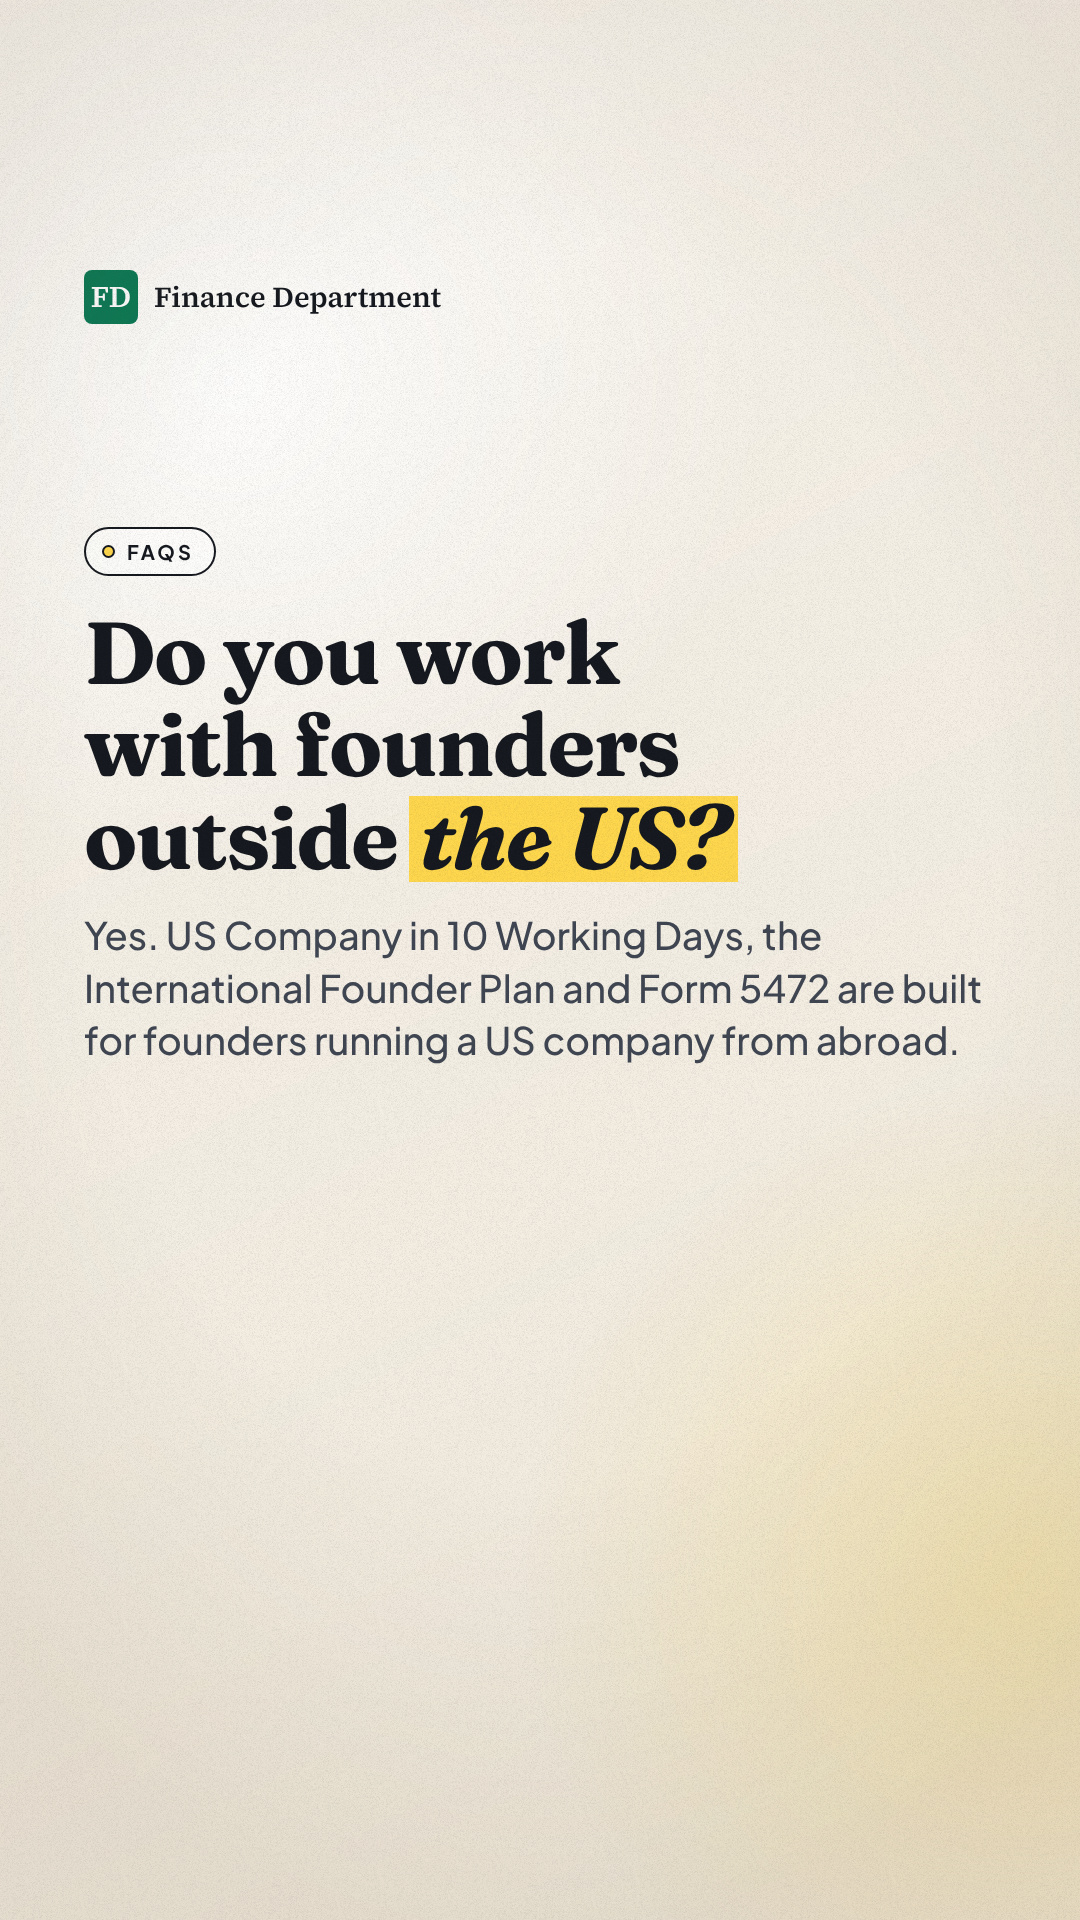 FD Finance Department
FAQS
Do you work
with founders
outside the US?
Yes. US Company in 10 Working Days, the
International Founder Plan and Form 5472 are built
for founders running a US company from abroad.